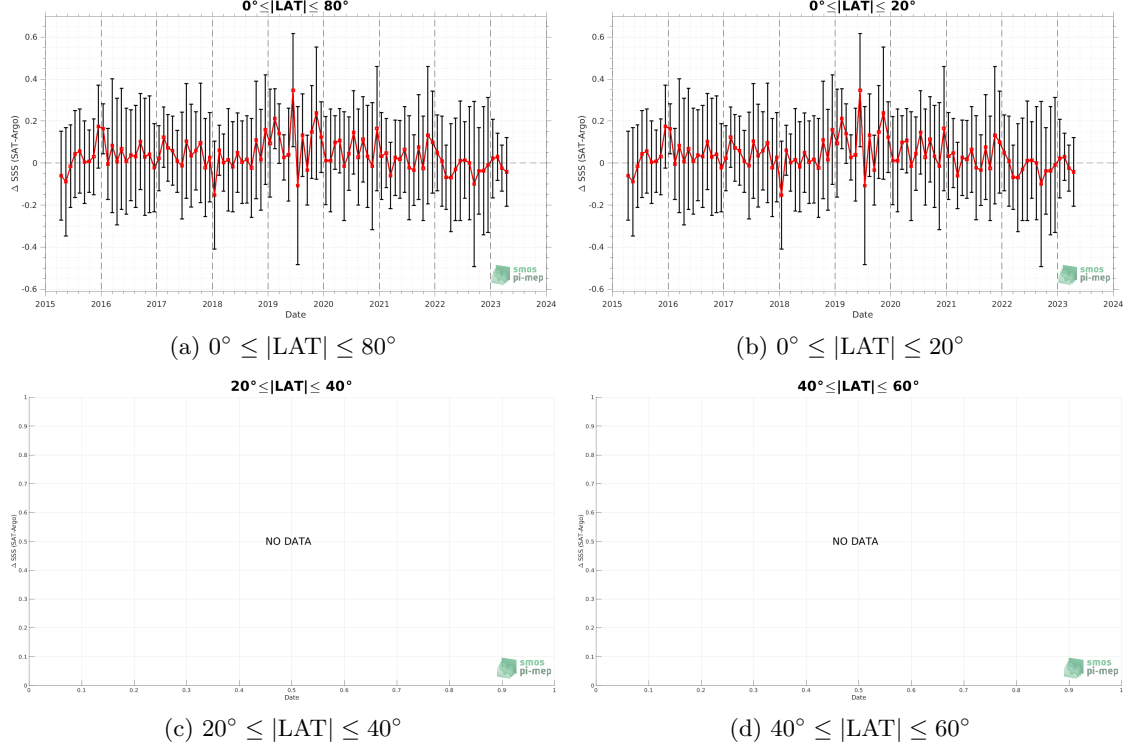 0°≤|LAT|≤ 80°
Δ SSS (SAT-Argo)
0.6
0.4
0.2
0
-0.2
-0.4
-0.6
2015 2016 2017 2018 2019 2020 2021 2022 2023 2024
Date
smos
pi-mep
(a) 0° ≤ |LAT| ≤ 80°
0°≤|LAT|≤ 20°
Δ SSS (SAT-Argo)
0.6
0.4
0.2
0
-0.2
-0.4
-0.6
2015 2016 2017 2018 2019 2020 2021 2022 2023 2024
Date
smos
pi-mep
(b) 0° ≤ |LAT| ≤ 20°
20°≤|LAT|≤ 40°
Δ SSS (SAT-Argo)
1
0.9
0.8
0.7
0.6
0.5
0.4
0.3
0.2
0.1
0
NO DATA
0 0.1 0.2 0.3 0.4 0.5 0.6 0.7 0.8 0.9 1
Date
smos
pi-mep
(c) 20° ≤ |LAT| ≤ 40°
40°≤|LAT|≤ 60°
Δ SSS (SAT-Argo)
1
0.9
0.8
0.7
0.6
0.5
0.4
0.3
0.2
0.1
0
NO DATA
0 0.1 0.2 0.3 0.4 0.5 0.6 0.7 0.8 0.9 1
Date
smos
pi-mep
(d) 40° ≤ |LAT| ≤ 60°